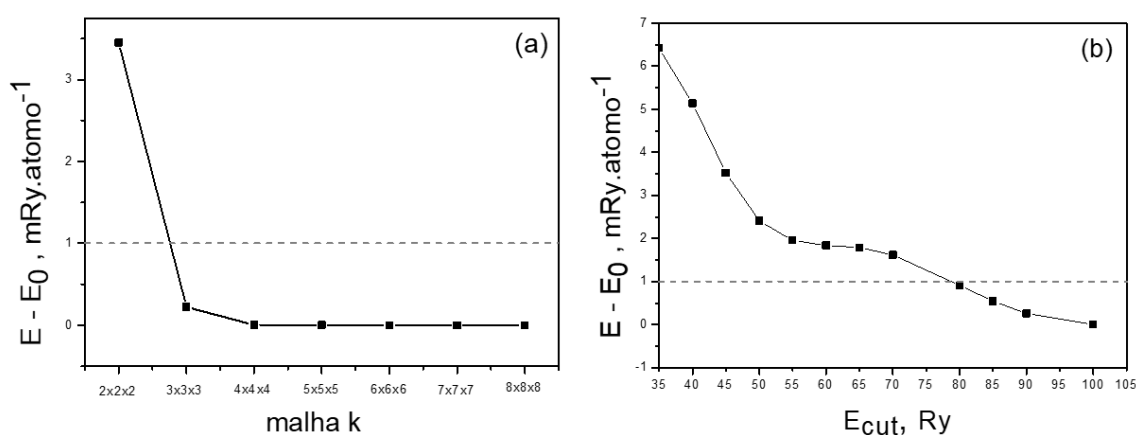 (a)
E - E0 , mRy.atomo-1
3
2
1
0
2x2x2 3x3x3 4x4x4 5x5x5 6x6x6 7x7x7 8x8x8
malha k
(b)
E - E0 , mRy.atomo-1
7
6
5
4
3
2
1
0
-1
35 40 45 50 55 60 65 70 75 80 85 90 95 100 105
Ecut, Ry